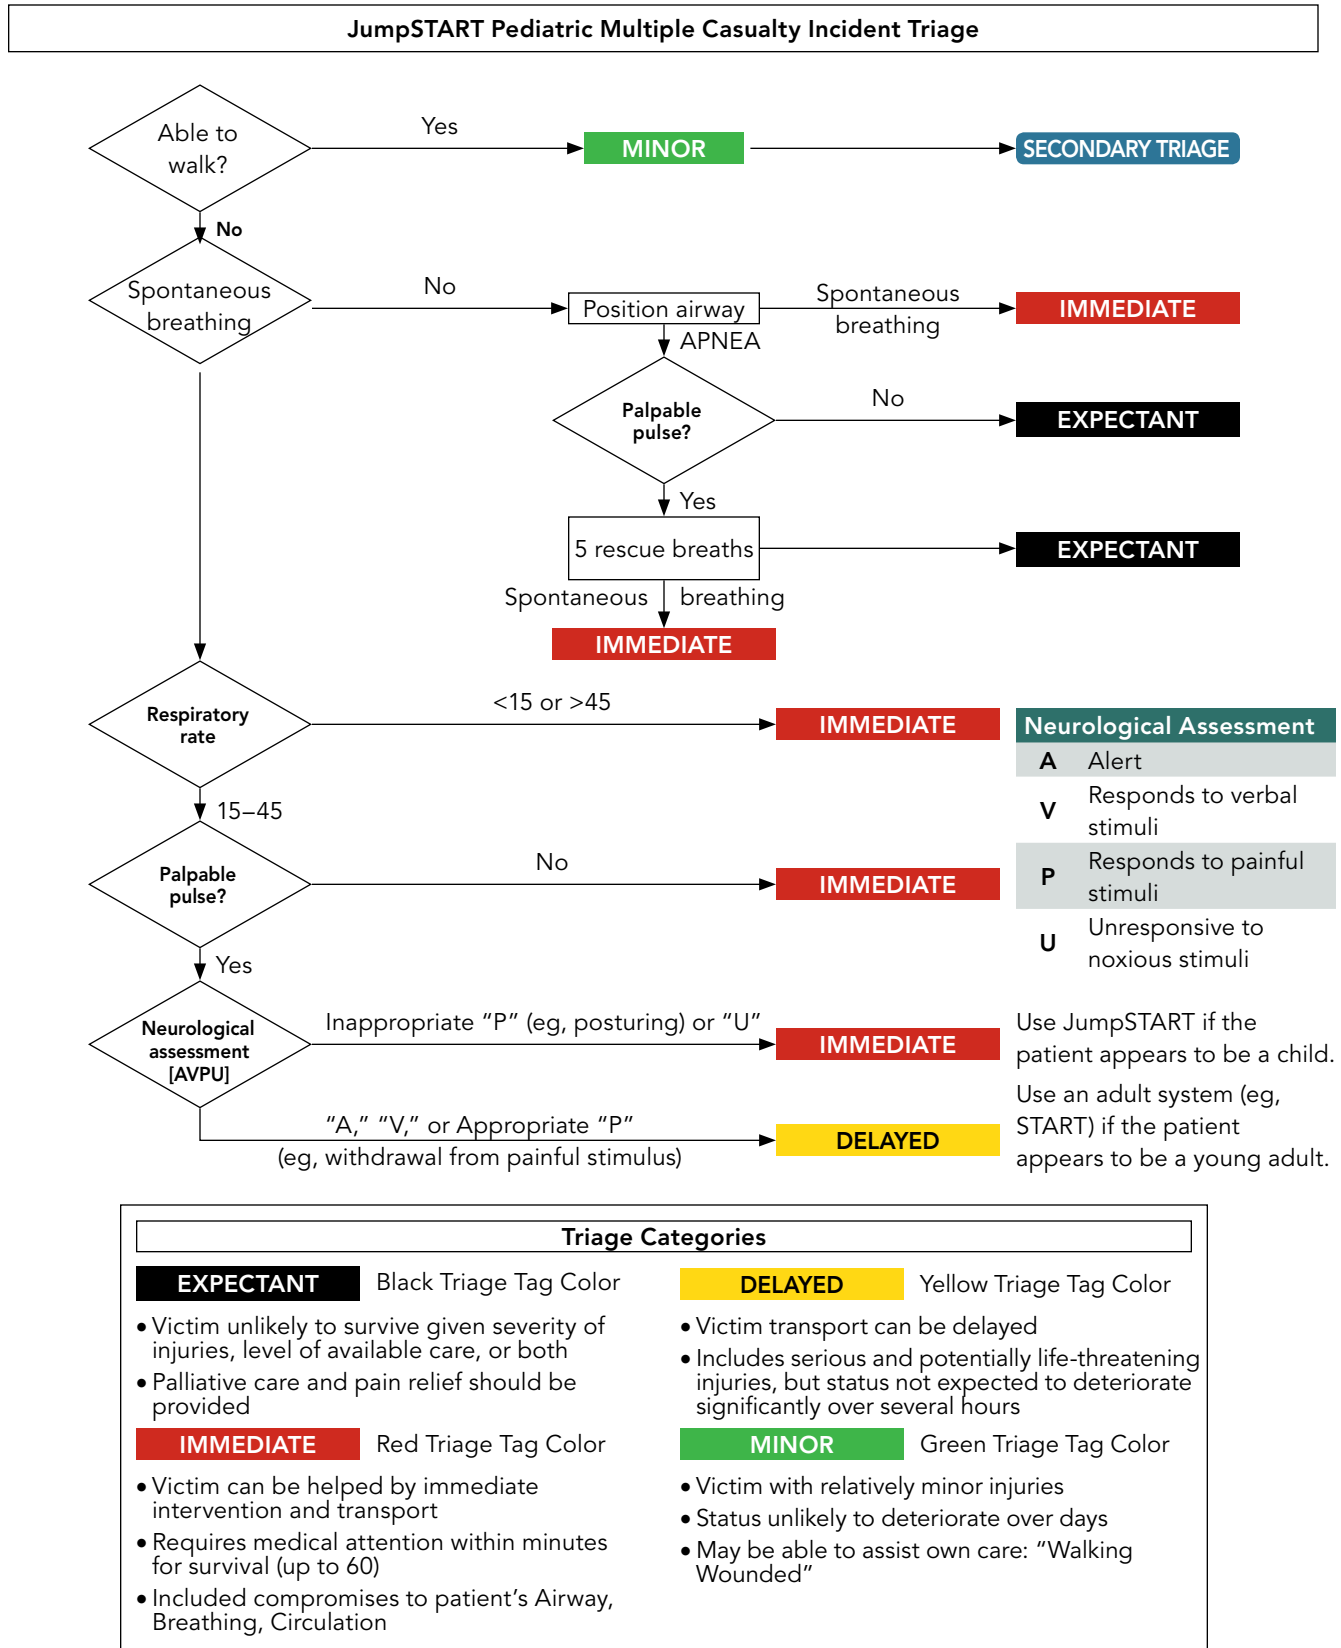 JumpSTART Pediatric Multiple Casualty Incident Triage
Able to
walk?
Yes
MINOR
SECONDARY TRIAGE
No
Spontaneous
breathing
No
Position airway
Spontaneous
breathing
IMMEDIATE
APNEA
Palpable
pulse?
No
EXPECTANT
Yes
5 rescue breaths
EXPECTANT
Spontaneous breathing
IMMEDIATE
Respiratory
rate
<15 or >45
IMMEDIATE
15–45
Palpable
pulse?
No
IMMEDIATE
Yes
Neurological
assessment
[AVPU]
Inappropriate “P” (eg, posturing) or “U”
IMMEDIATE
“A,” “V,” or Appropriate “P”
(eg, withdrawal from painful stimulus)
DELAYED
Neurological Assessment
A Alert
V Responds to verbal
stimuli
P Responds to painful
stimuli
U Unresponsive to
noxious stimuli
Use JumpSTART if the
patient appears to be a child.
Use an adult system (eg,
START) if the patient
appears to be a young adult.
Triage Categories
EXPECTANT Black Triage Tag Color
• Victim unlikely to survive given severity of
injuries, level of available care, or both
• Palliative care and pain relief should be
provided
IMMEDIATE Red Triage Tag Color
• Victim can be helped by immediate
intervention and transport
• Requires medical attention within minutes
for survival (up to 60)
• Included compromises to patient’s Airway,
Breathing, Circulation
DELAYED Yellow Triage Tag Color
• Victim transport can be delayed
• Includes serious and potentially life-threatening
injuries, but status not expected to deteriorate
significantly over several hours
MINOR Green Triage Tag Color
• Victim with relatively minor injuries
• Status unlikely to deteriorate over days
• May be able to assist own care: “Walking
Wounded”